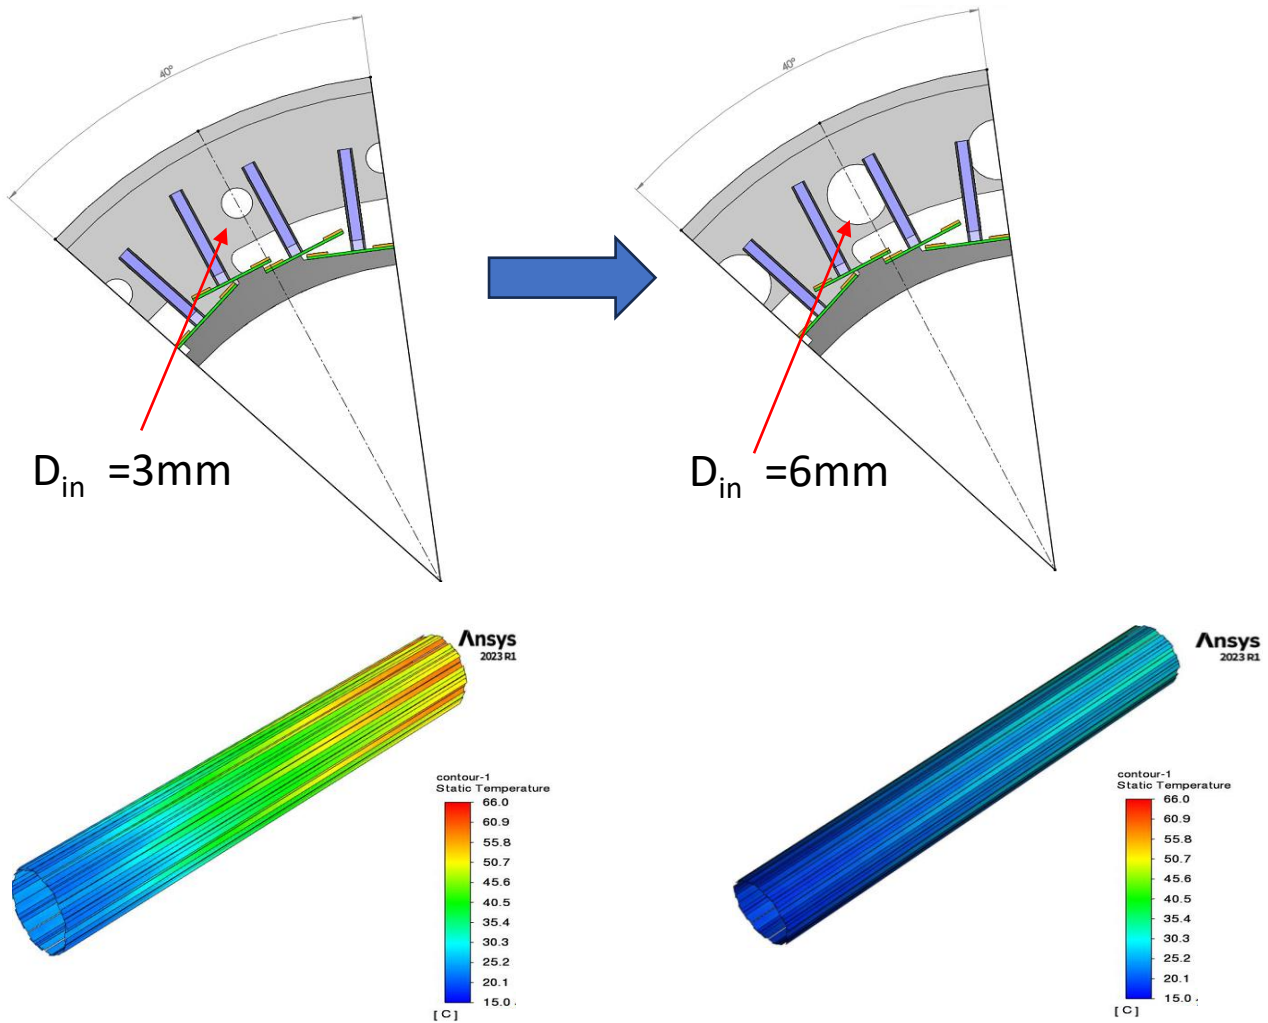 40°
40°
D_in =3mm
D_in =6mm
Ansys
2023 R1
contour-1
Static Temperature
66.0
60.9
55.8
50.7
45.6
40.5
35.4
30.3
25.2
20.1
15.0
[ C ]
Ansys
2023 R1
contour-1
Static Temperature
66.0
60.9
55.8
50.7
45.6
40.5
35.4
30.3
25.2
20.1
15.0
[ C ]